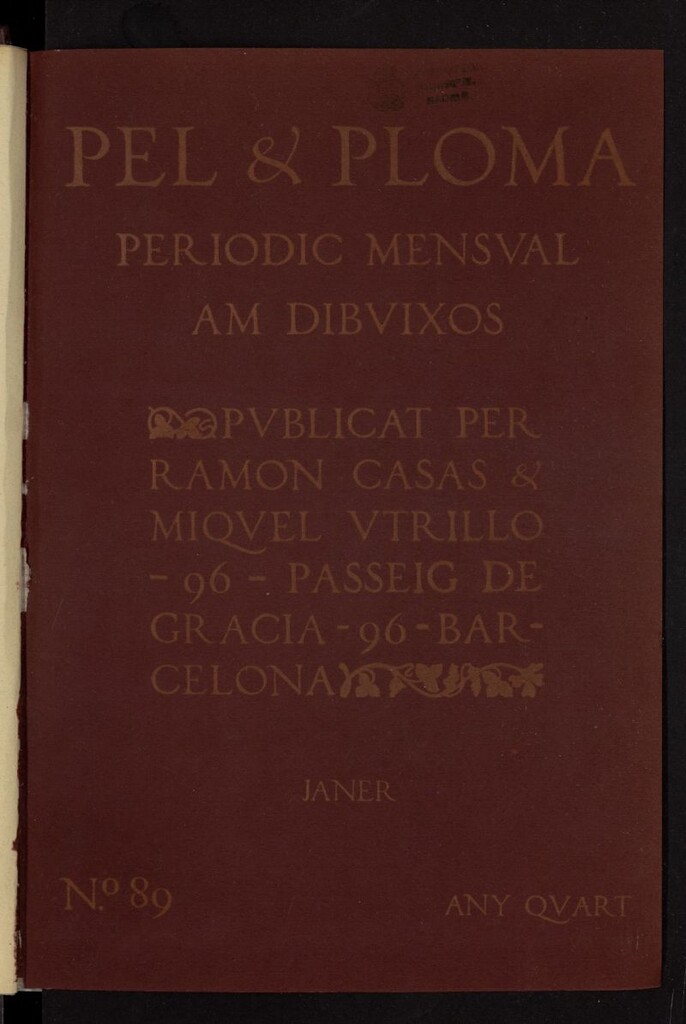 PEL & PLOMA
PERIODIC MENSVAL
AM DIBVIXOS
PVBLICAT PER
RAMON CASAS &
MIQVEL VTRILLO
- 96 - PASSEIG DE
GRACIA - 96 - BAR-
CELONA
JANER
N.º 89
ANY QVART